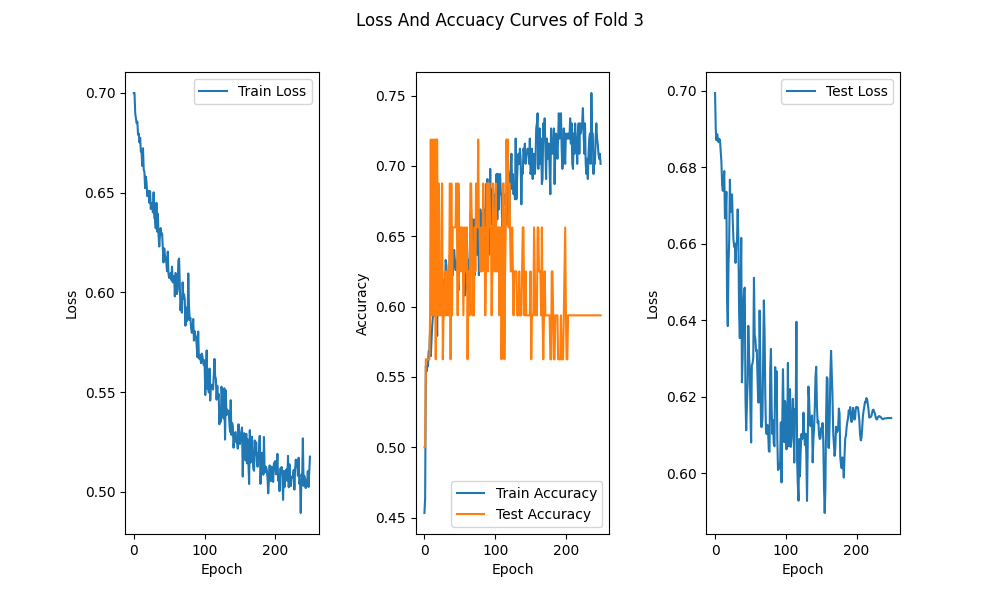 Loss And Accuacy Curves of Fold 3
Train Loss
0.70
0.65
0.60
0.55
0.50
Loss
0
100
200
Epoch
0.75
0.70
0.65
0.60
0.55
0.50
0.45
Accuracy
Train Accuracy
Test Accuracy
0
100
200
Epoch
Test Loss
0.70
0.68
0.66
0.64
0.62
0.60
Loss
0
100
200
Epoch